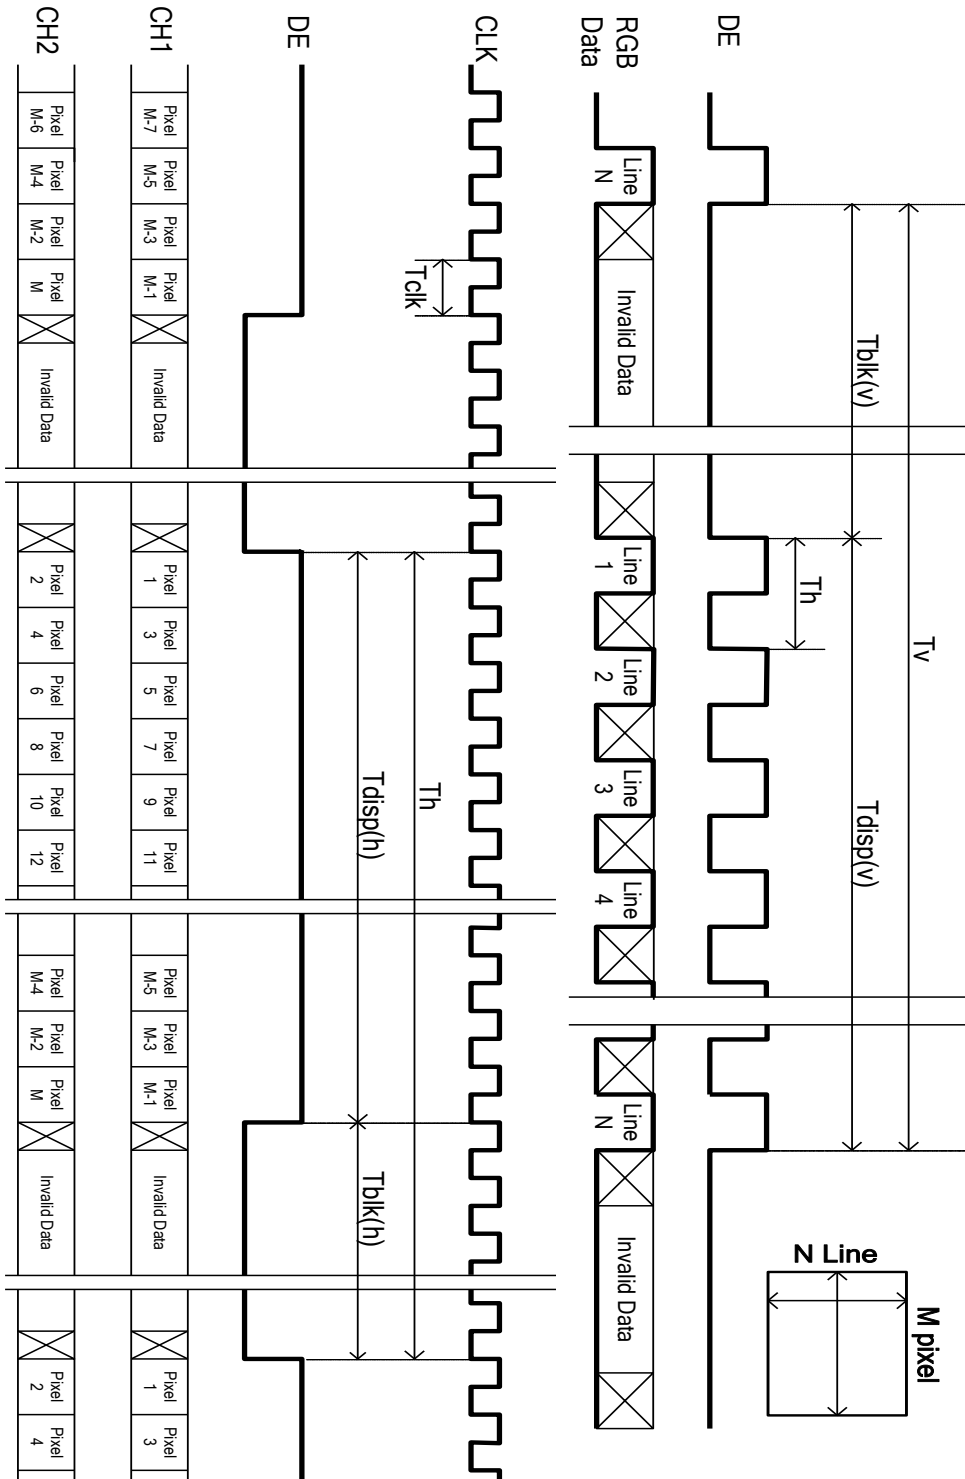 Tv
Tblk(v)
Tdisp(v)
Th
N Line
M pixel
DE
RGB
Data
Line
N
Invalid Data
Line
1
Line
2
Line
3
Line
4
Line
N
Invalid Data
CLK
Tclk
Th
Tdisp(h)
Tblk(h)
DE
CH1
Pixel
M-7
Pixel
M-5
Pixel
M-3
Pixel
M-1
Invalid Data
Pixel
1
Pixel
3
Pixel
5
Pixel
7
Pixel
9
Pixel
11
Pixel
M-5
Pixel
M-3
Pixel
M-1
Invalid Data
Pixel
1
Pixel
3
CH2
Pixel
M-6
Pixel
M-4
Pixel
M-2
Pixel
M
Invalid Data
Pixel
2
Pixel
4
Pixel
6
Pixel
8
Pixel
10
Pixel
12
Pixel
M-4
Pixel
M-2
Pixel
M
Invalid Data
Pixel
2
Pixel
4